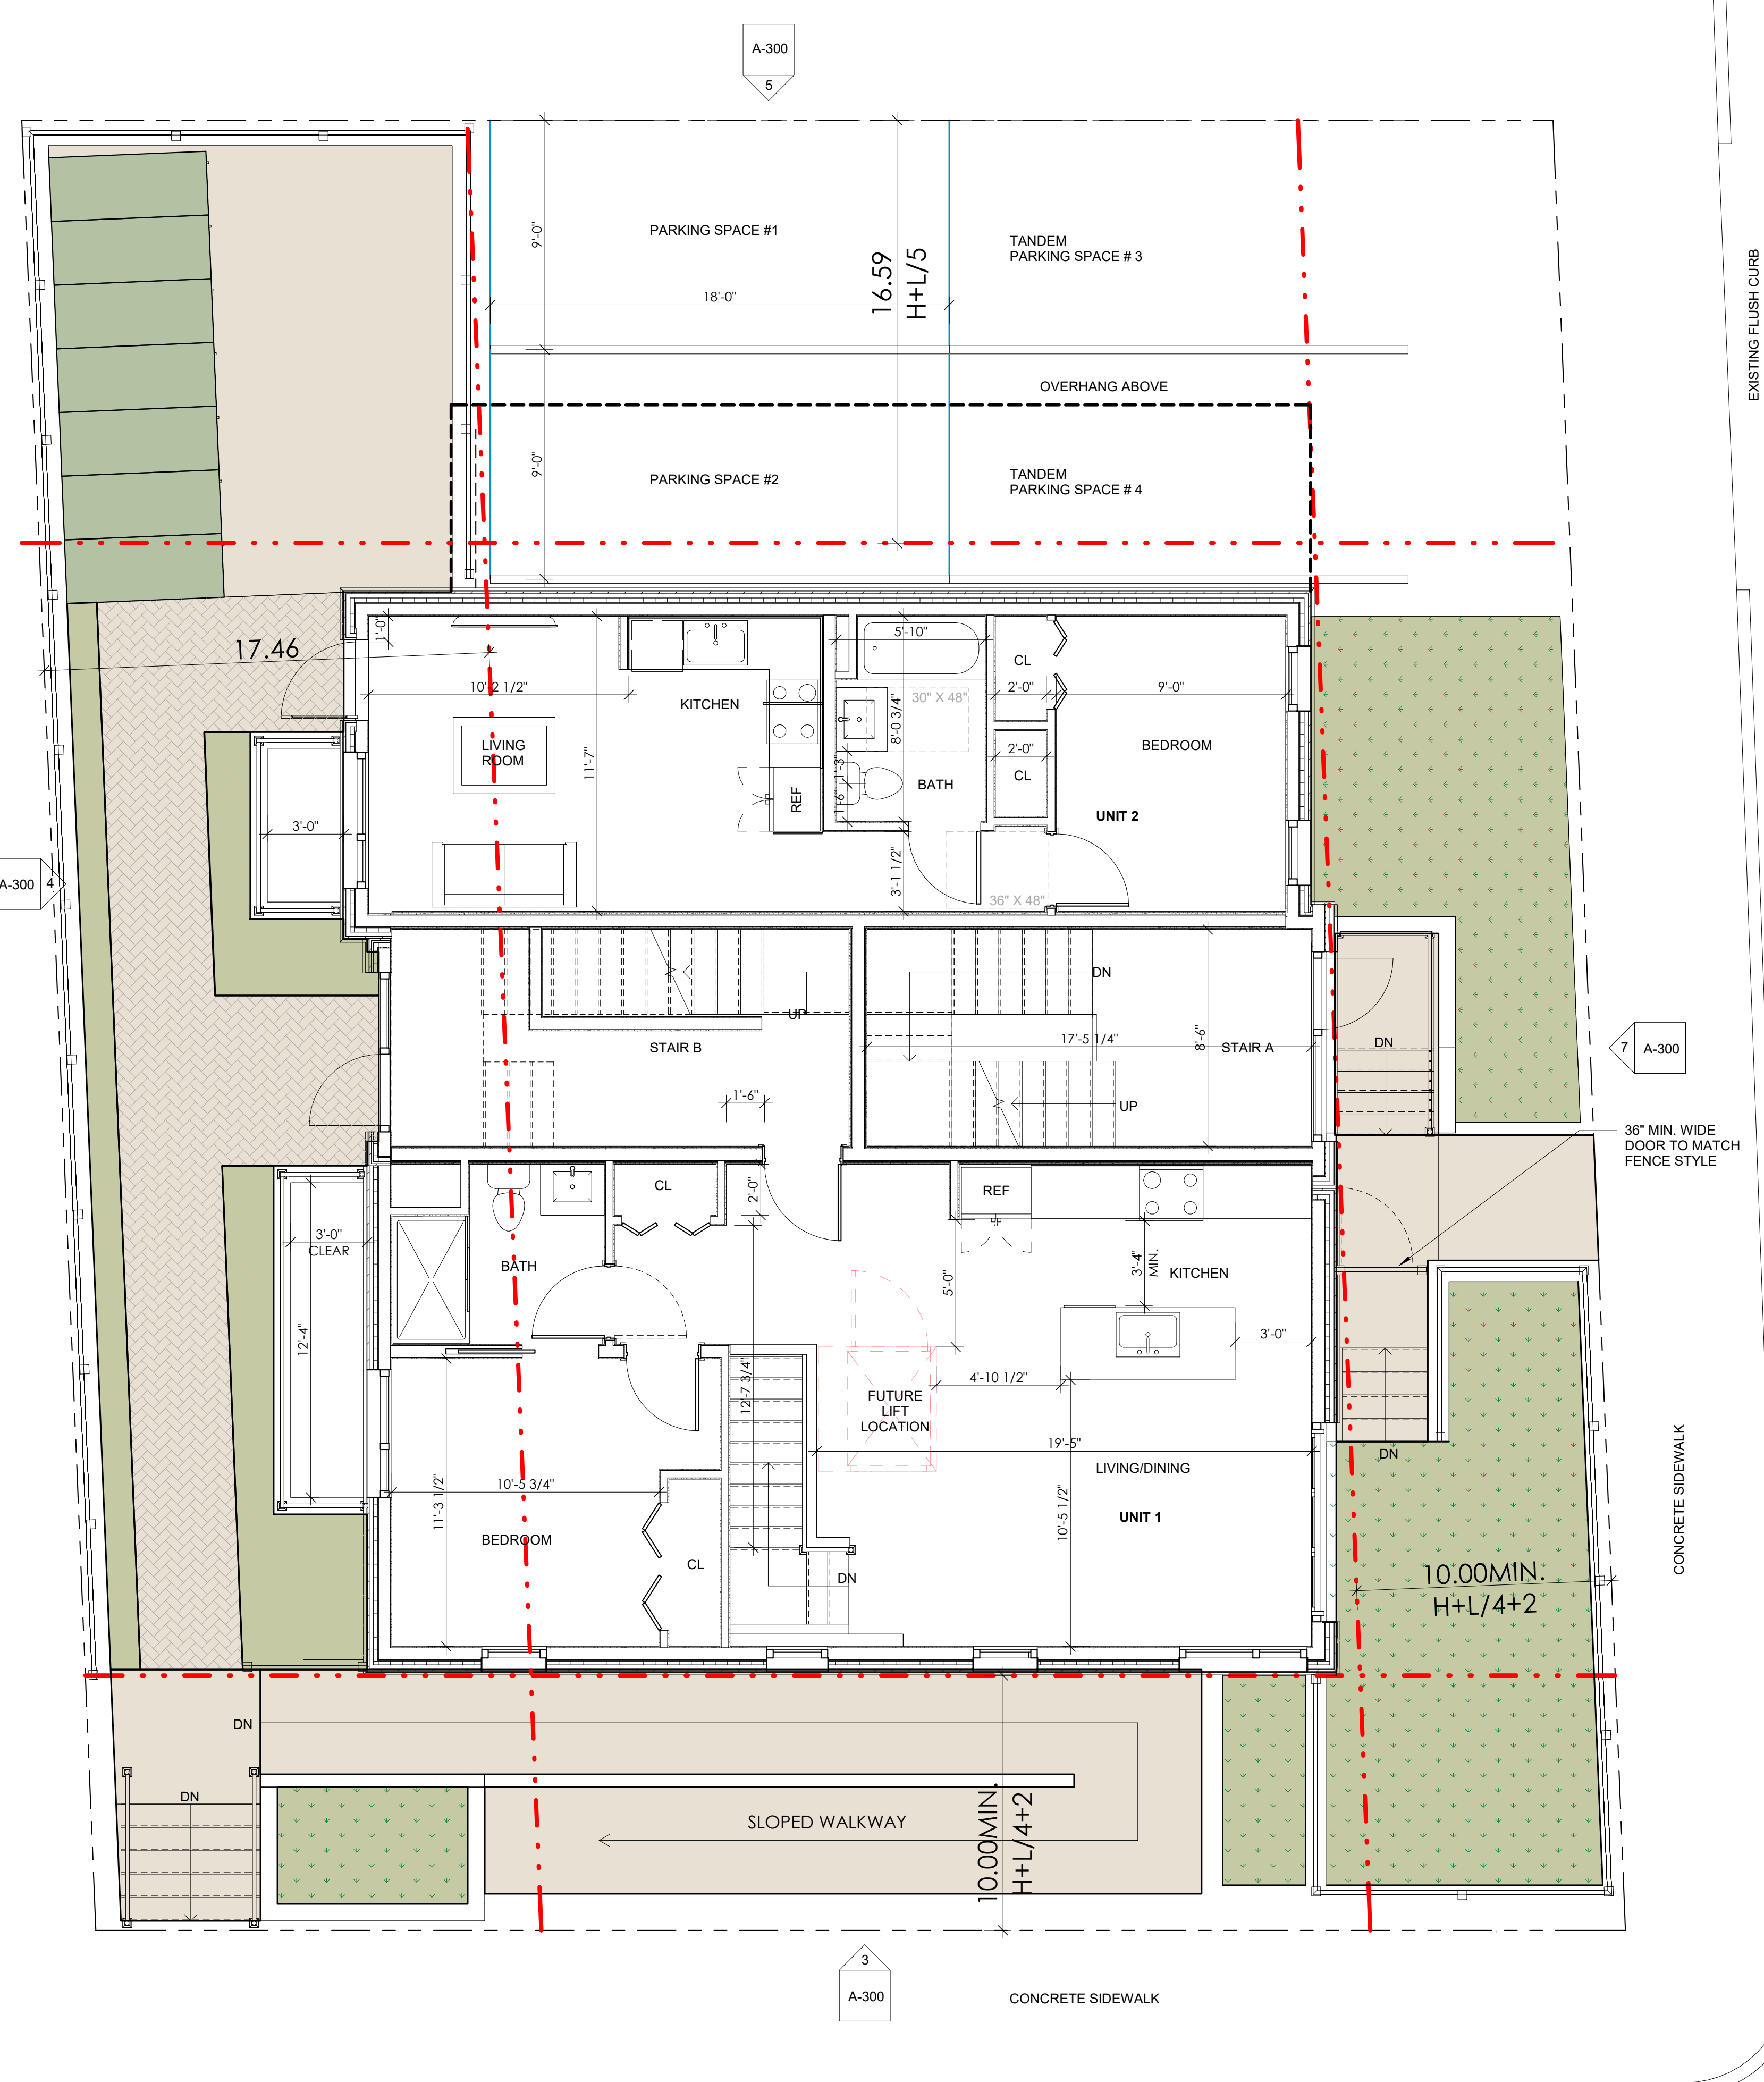 A-300
5
PARKING SPACE #1
9'-0"
16.59
H+L/5
TANDEM
PARKING SPACE # 3
EXISTING FLUSH CURB
18'-0"
OVERHANG ABOVE
9'-0"
PARKING SPACE #2
TANDEM
PARKING SPACE # 4
17.46
1'-0"
5'-10"
CL
10'-2 1/2"
KITCHEN
30" X 48"
2'-0"
9'-0"
8'-0 3/4"
LIVING
ROOM
11'-7"
2'-0"
BEDROOM
1'-3"
BATH
CL
REF
1'-6"
UNIT 2
3'-0"
3'-1 1/2"
36" X 48"
A-300
4
DN
UP
STAIR B
17'-5 1/4"
8'-6"
STAIR A
DN
7
A-300
1'-6"
UP
36" MIN. WIDE
DOOR TO MATCH
FENCE STYLE
CL
2'-0"
REF
3'-0"
CLEAR
BATH
3'-4"
MIN.
KITCHEN
5'-0"
12'-4"
3'-0"
12'-7 3/4"
4'-10 1/2"
FUTURE
LIFT
LOCATION
19'-5"
DN
LIVING/DINING
11'-3 1/2"
10'-5 3/4"
10'-5 1/2"
UNIT 1
BEDROOM
CL
DN
10.00MIN.
H+L/4+2
CONCRETE SIDEWALK
DN
DN
SLOPED WALKWAY
10.00MIN.
H+L/4+2
3
A-300
CONCRETE SIDEWALK